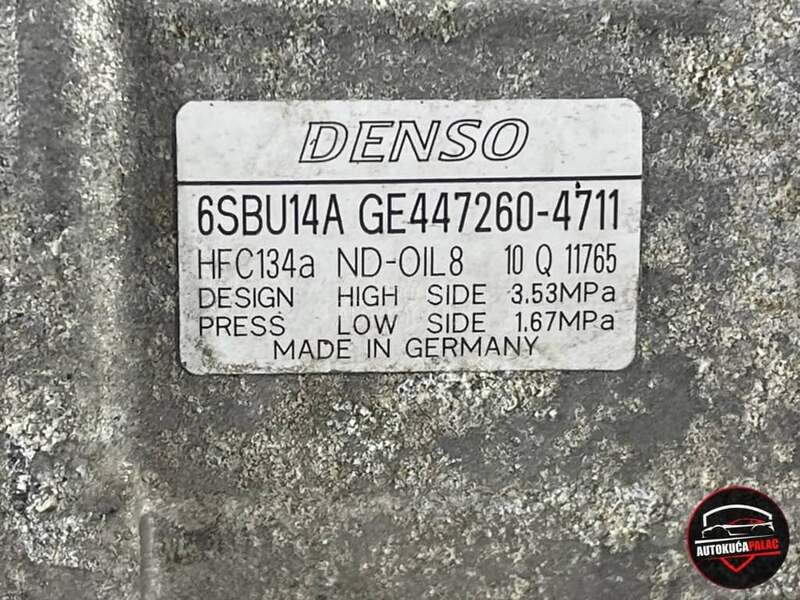 DENSO
6SBU14A GE447260-4711
HFC134a ND-OIL8 10 Q 11765
DESIGN HIGH SIDE 3.53MPa
PRESS LOW SIDE 1.67MPa
MADE IN GERMANY
AUTOKUĆAPALAC